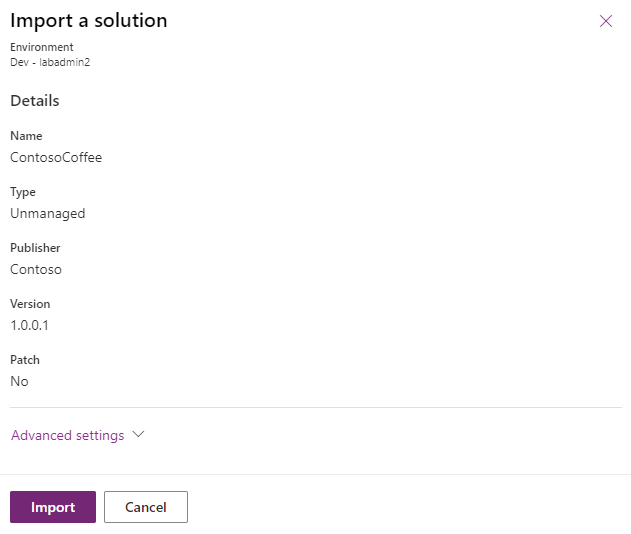 Import a solution
Environment
Dev - labadmin2
Details
Name
ContosoCoffee
Type
Unmanaged
Publisher
Contoso
Version
1.0.0.1
Patch
No
Advanced settings
Import
Cancel